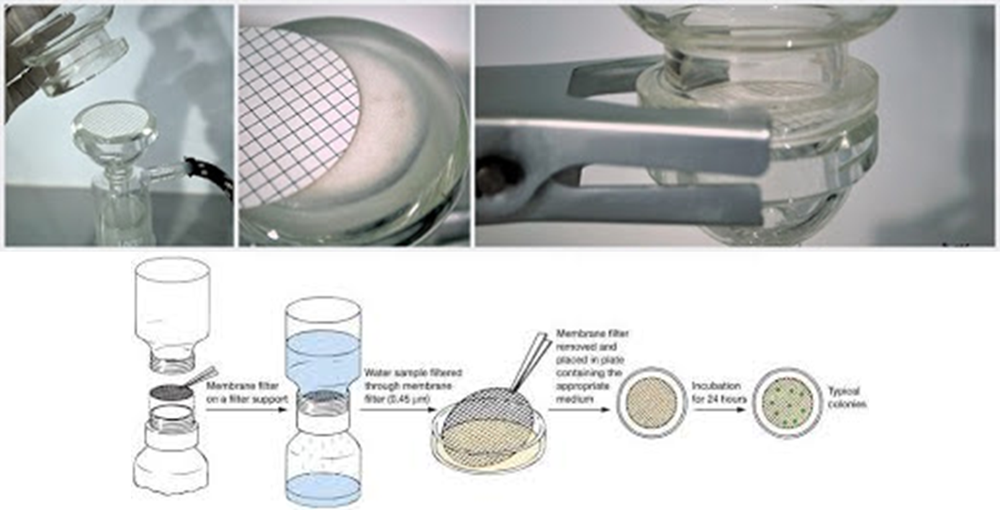 Membrane filter
on a filter support
Water sample filtered
through membrane
filter (0.45 µm)
Membrane filter
removed and
placed in plate
containing the
appropriate
medium
Incubation
for 24 hours
Typical
colonies